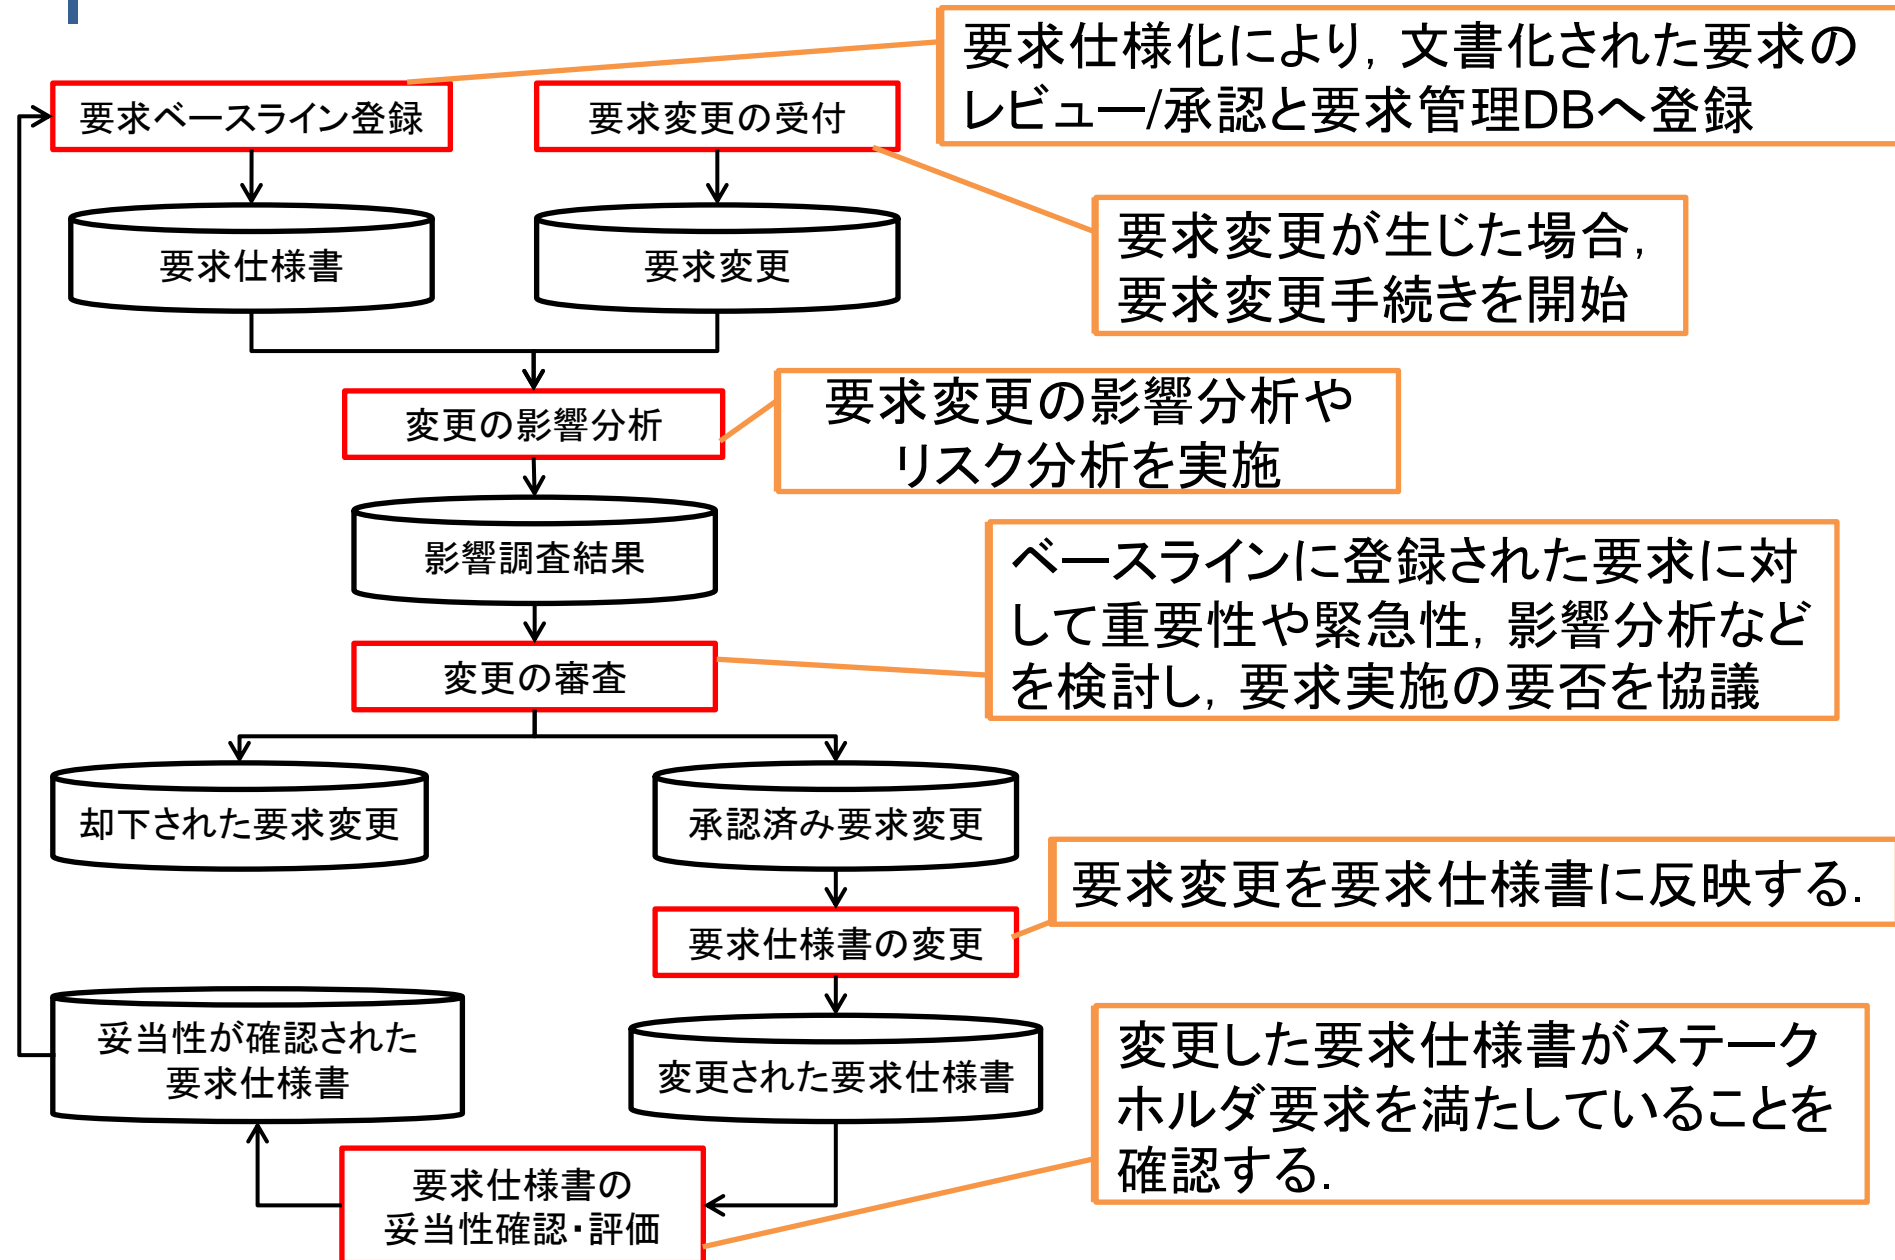 要求仕様化により，文書化された要求の
レビュー/承認と要求管理DBへ登録
要求ベースライン登録
要求変更の受付
要求変更が生じた場合，
要求変更手続きを開始
要求仕様書
要求変更
変更の影響分析
要求変更の影響分析や
リスク分析を実施
影響調査結果
ベースラインに登録された要求に対
して重要性や緊急性，影響分析など
を検討し，要求実施の要否を協議
変更の審査
却下された要求変更
承認済み要求変更
要求変更を要求仕様書に反映する．
要求仕様書の変更
妥当性が確認された
要求仕様書
変更された要求仕様書
変更した要求仕様書がステーク
ホルダ要求を満たしていることを
確認する．
要求仕様書の
妥当性確認・評価